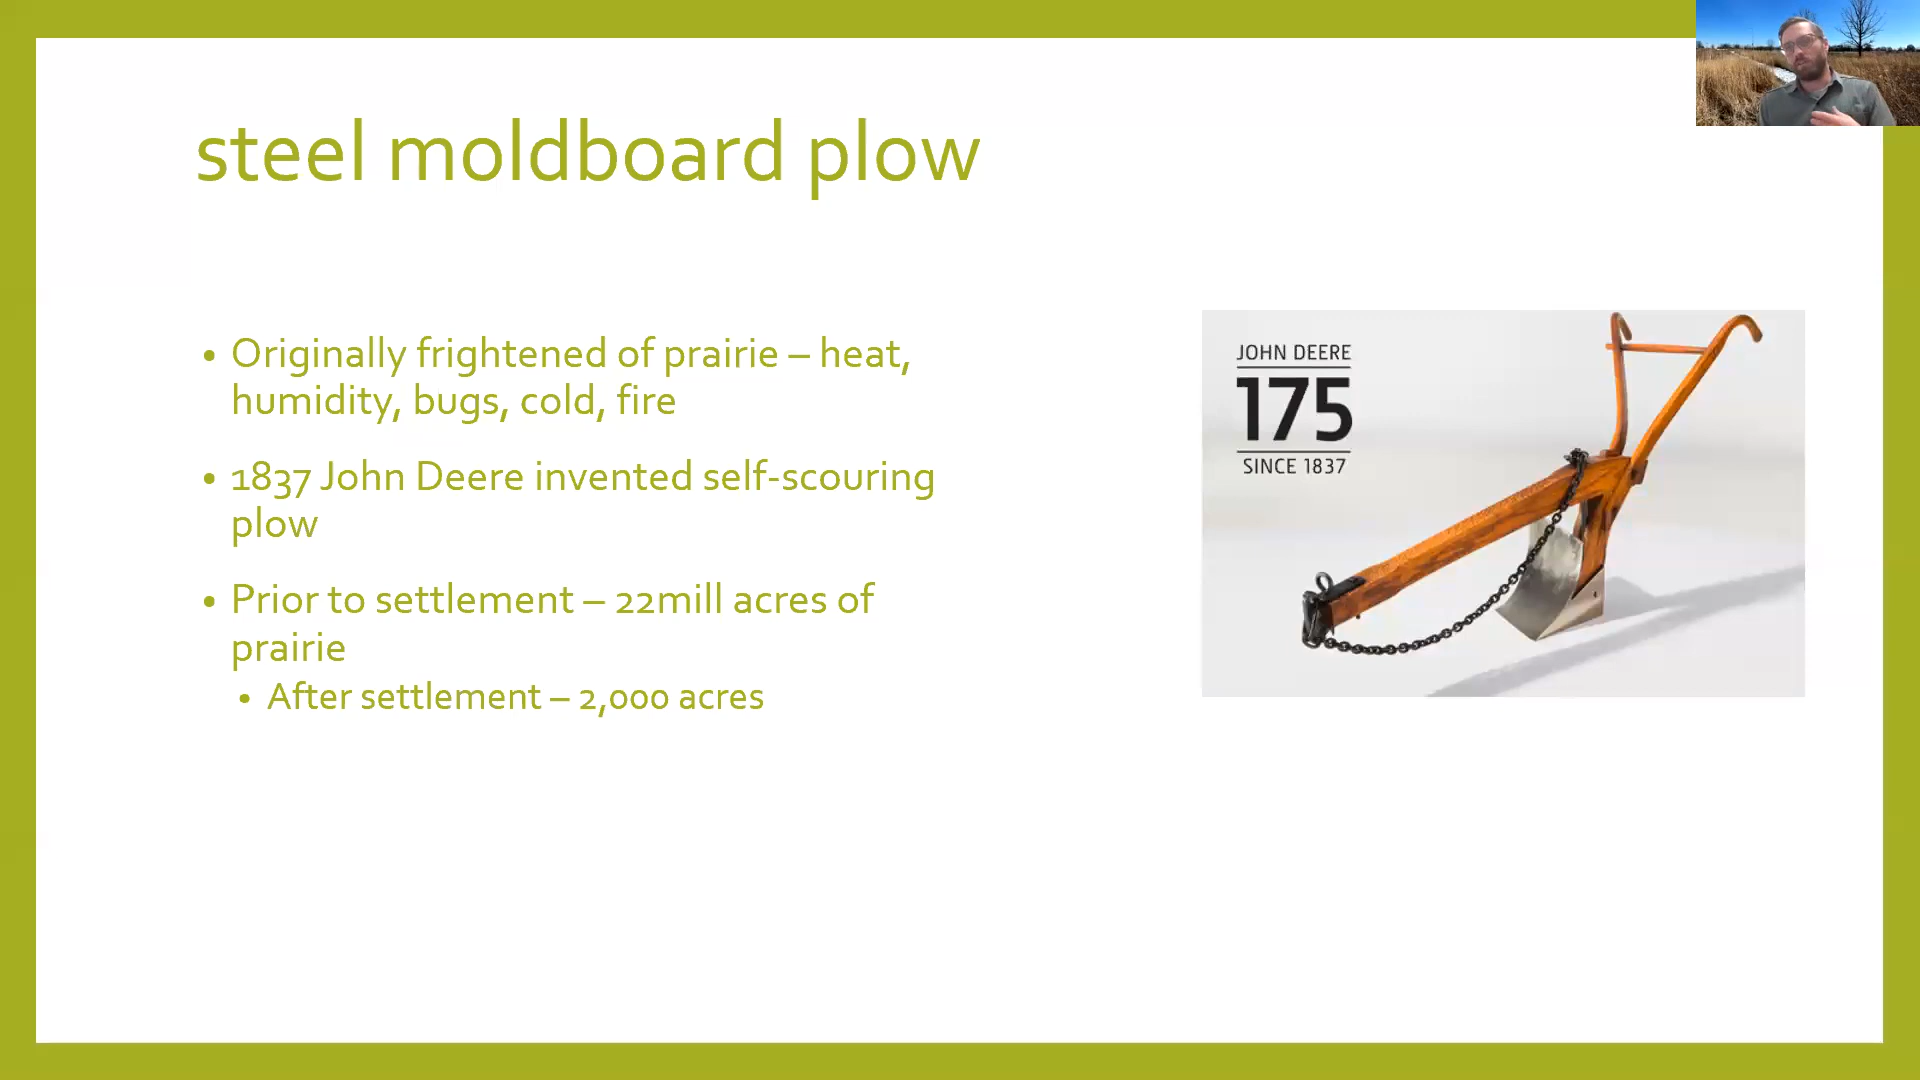 steel moldboard plow
• Originally frightened of prairie – heat,
humidity, bugs, cold, fire
• 1837 John Deere invented self-scouring
plow
• Prior to settlement – 22mill acres of
prairie
• After settlement – 2,000 acres
JOHN DEERE
175
SINCE 1837